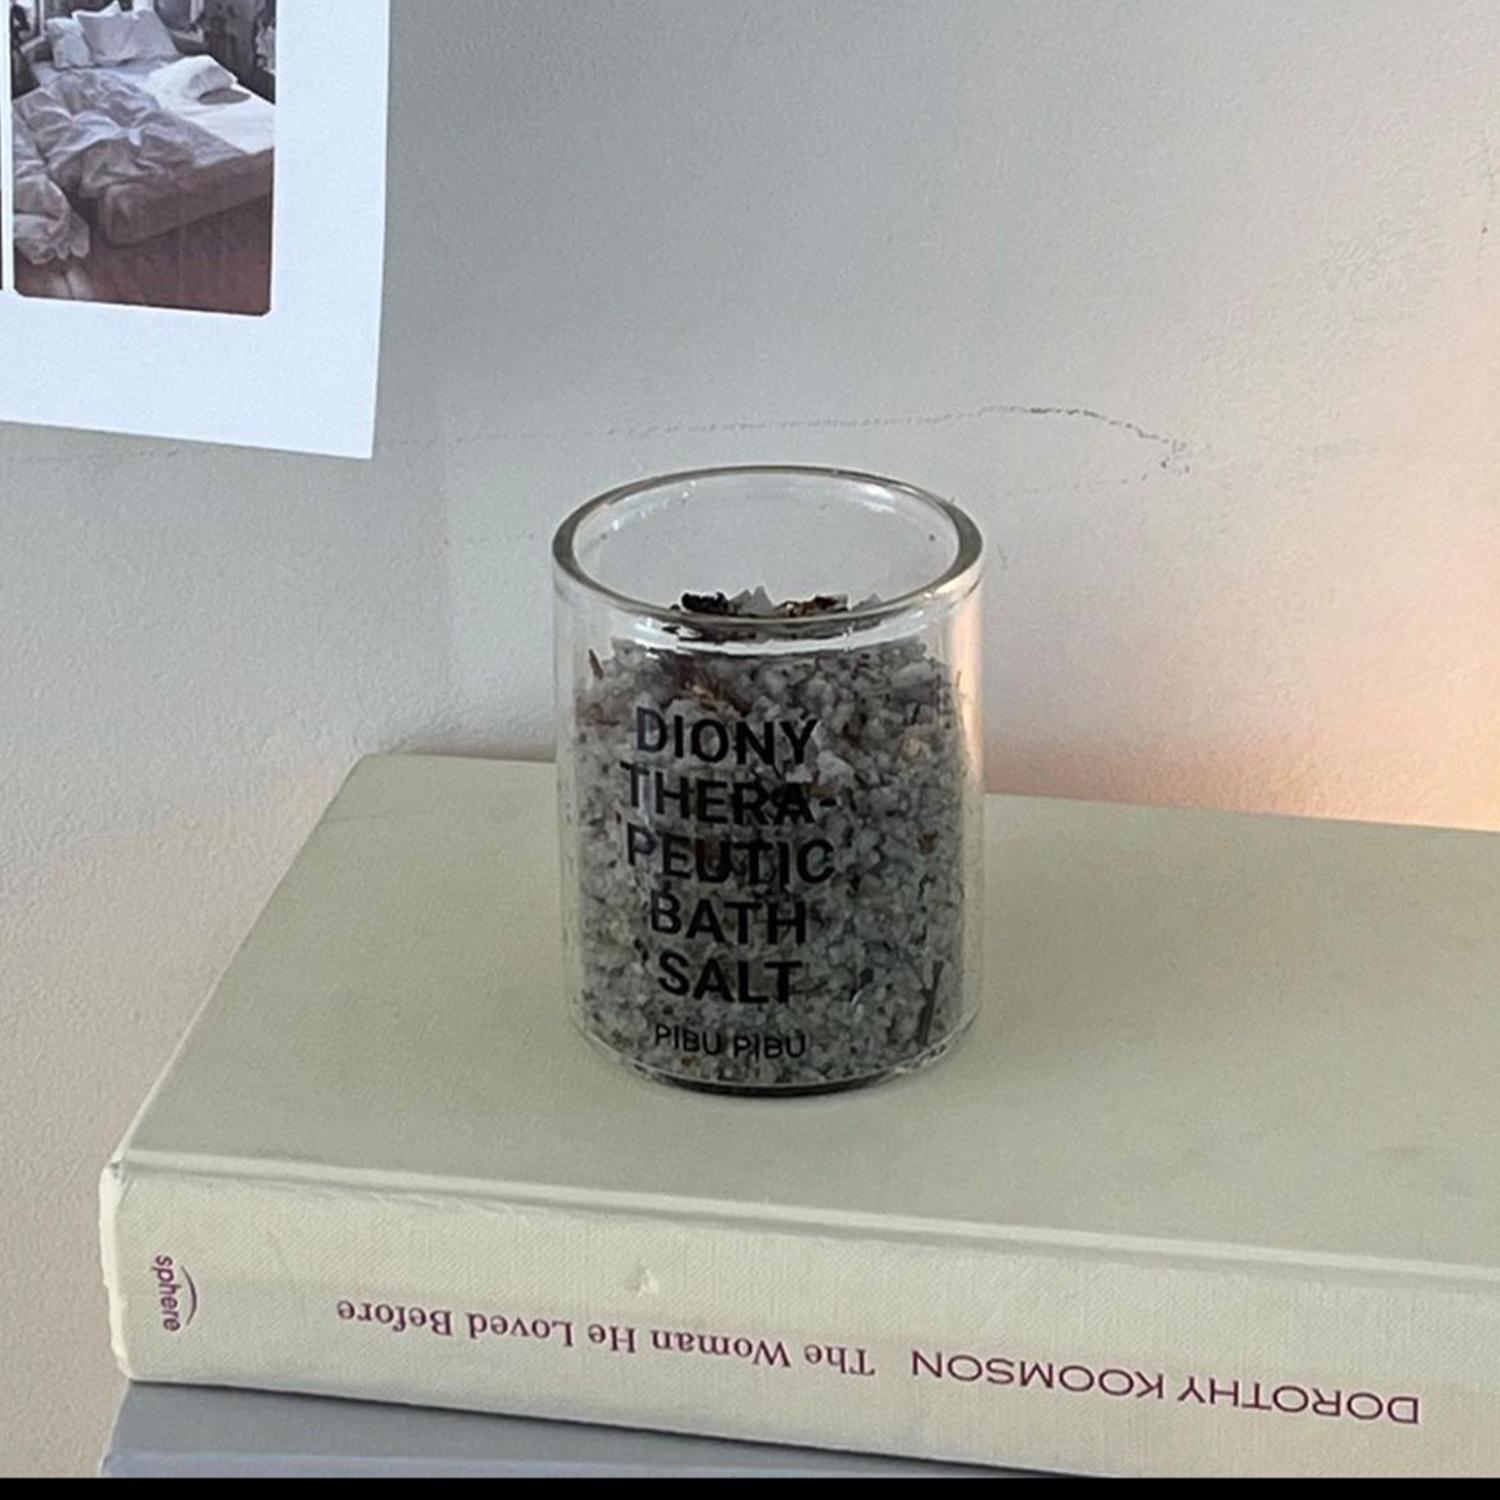 DIONY
THERA-
PEUTIC
BATH
SALT
PIBU PIBU
DOROTHY KOOMSON The Woman He Loved Before
sphere